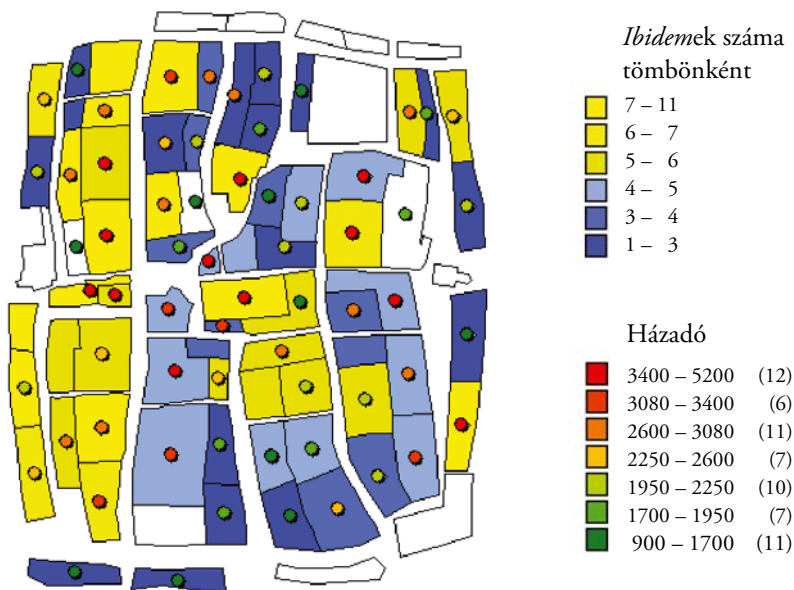 Ibidemek száma
tömbönként
7 – 11
6 – 7
5 – 6
4 – 5
3 – 4
1 – 3
Házadó
3400 – 5200 (12)
3080 – 3400 (6)
2600 – 3080 (11)
2250 – 2600 (7)
1950 – 2250 (10)
1700 – 1950 (7)
900 – 1700 (11)